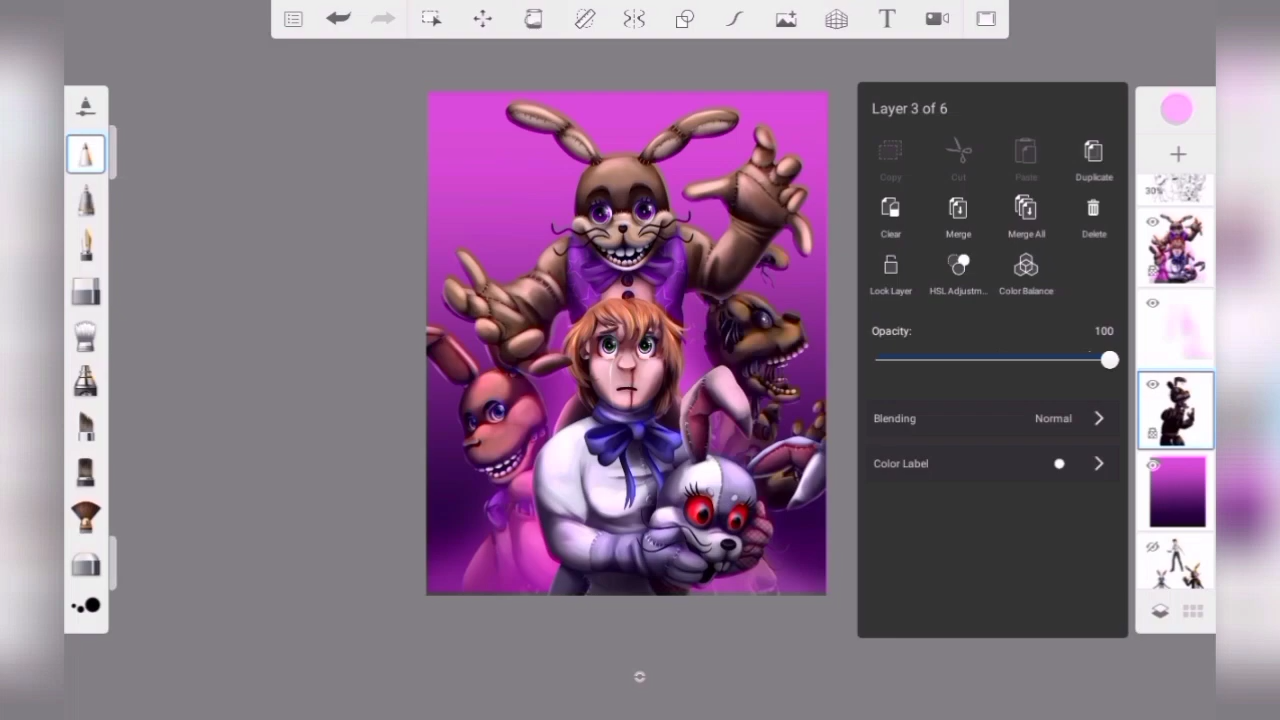 Layer 3 of 6
Copy Cut Paste Duplicate
Clear Merge Merge All Delete
Lock Layer HSL Adjustm... Color Balance
Opacity: 100
Blending Normal
Color Label
30%
T